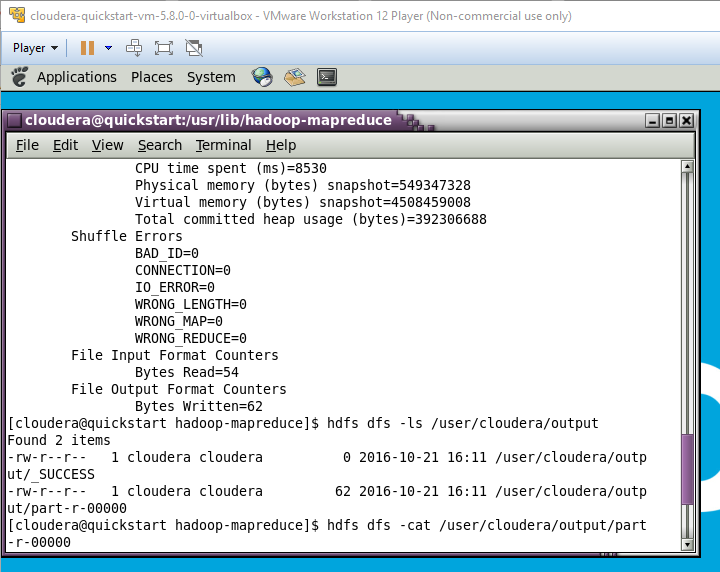 cloudera-quickstart-vm-5.8.0-0-virtualbox - VMware Workstation 12 Player (Non-commercial use only)
Player
Applications Places System
cloudera@quickstart:/usr/lib/hadoop-mapreduce
File Edit View Search Terminal Help
CPU time spent (ms)=8530
Physical memory (bytes) snapshot=549347328
Virtual memory (bytes) snapshot=4508459008
Total committed heap usage (bytes)=392306688
Shuffle Errors
BAD_ID=0
CONNECTION=0
IO_ERROR=0
WRONG_LENGTH=0
WRONG_MAP=0
WRONG_REDUCE=0
File Input Format Counters
Bytes Read=54
File Output Format Counters
Bytes Written=62
[cloudera@quickstart hadoop-mapreduce]$ hdfs dfs -ls /user/cloudera/output
Found 2 items
-rw-r--r--   1 cloudera cloudera          0 2016-10-21 16:11 /user/cloudera/outp
ut/_SUCCESS
-rw-r--r--   1 cloudera cloudera         62 2016-10-21 16:11 /user/cloudera/outp
ut/part-r-00000
[cloudera@quickstart hadoop-mapreduce]$ hdfs dfs -cat /user/cloudera/output/part
-r-00000